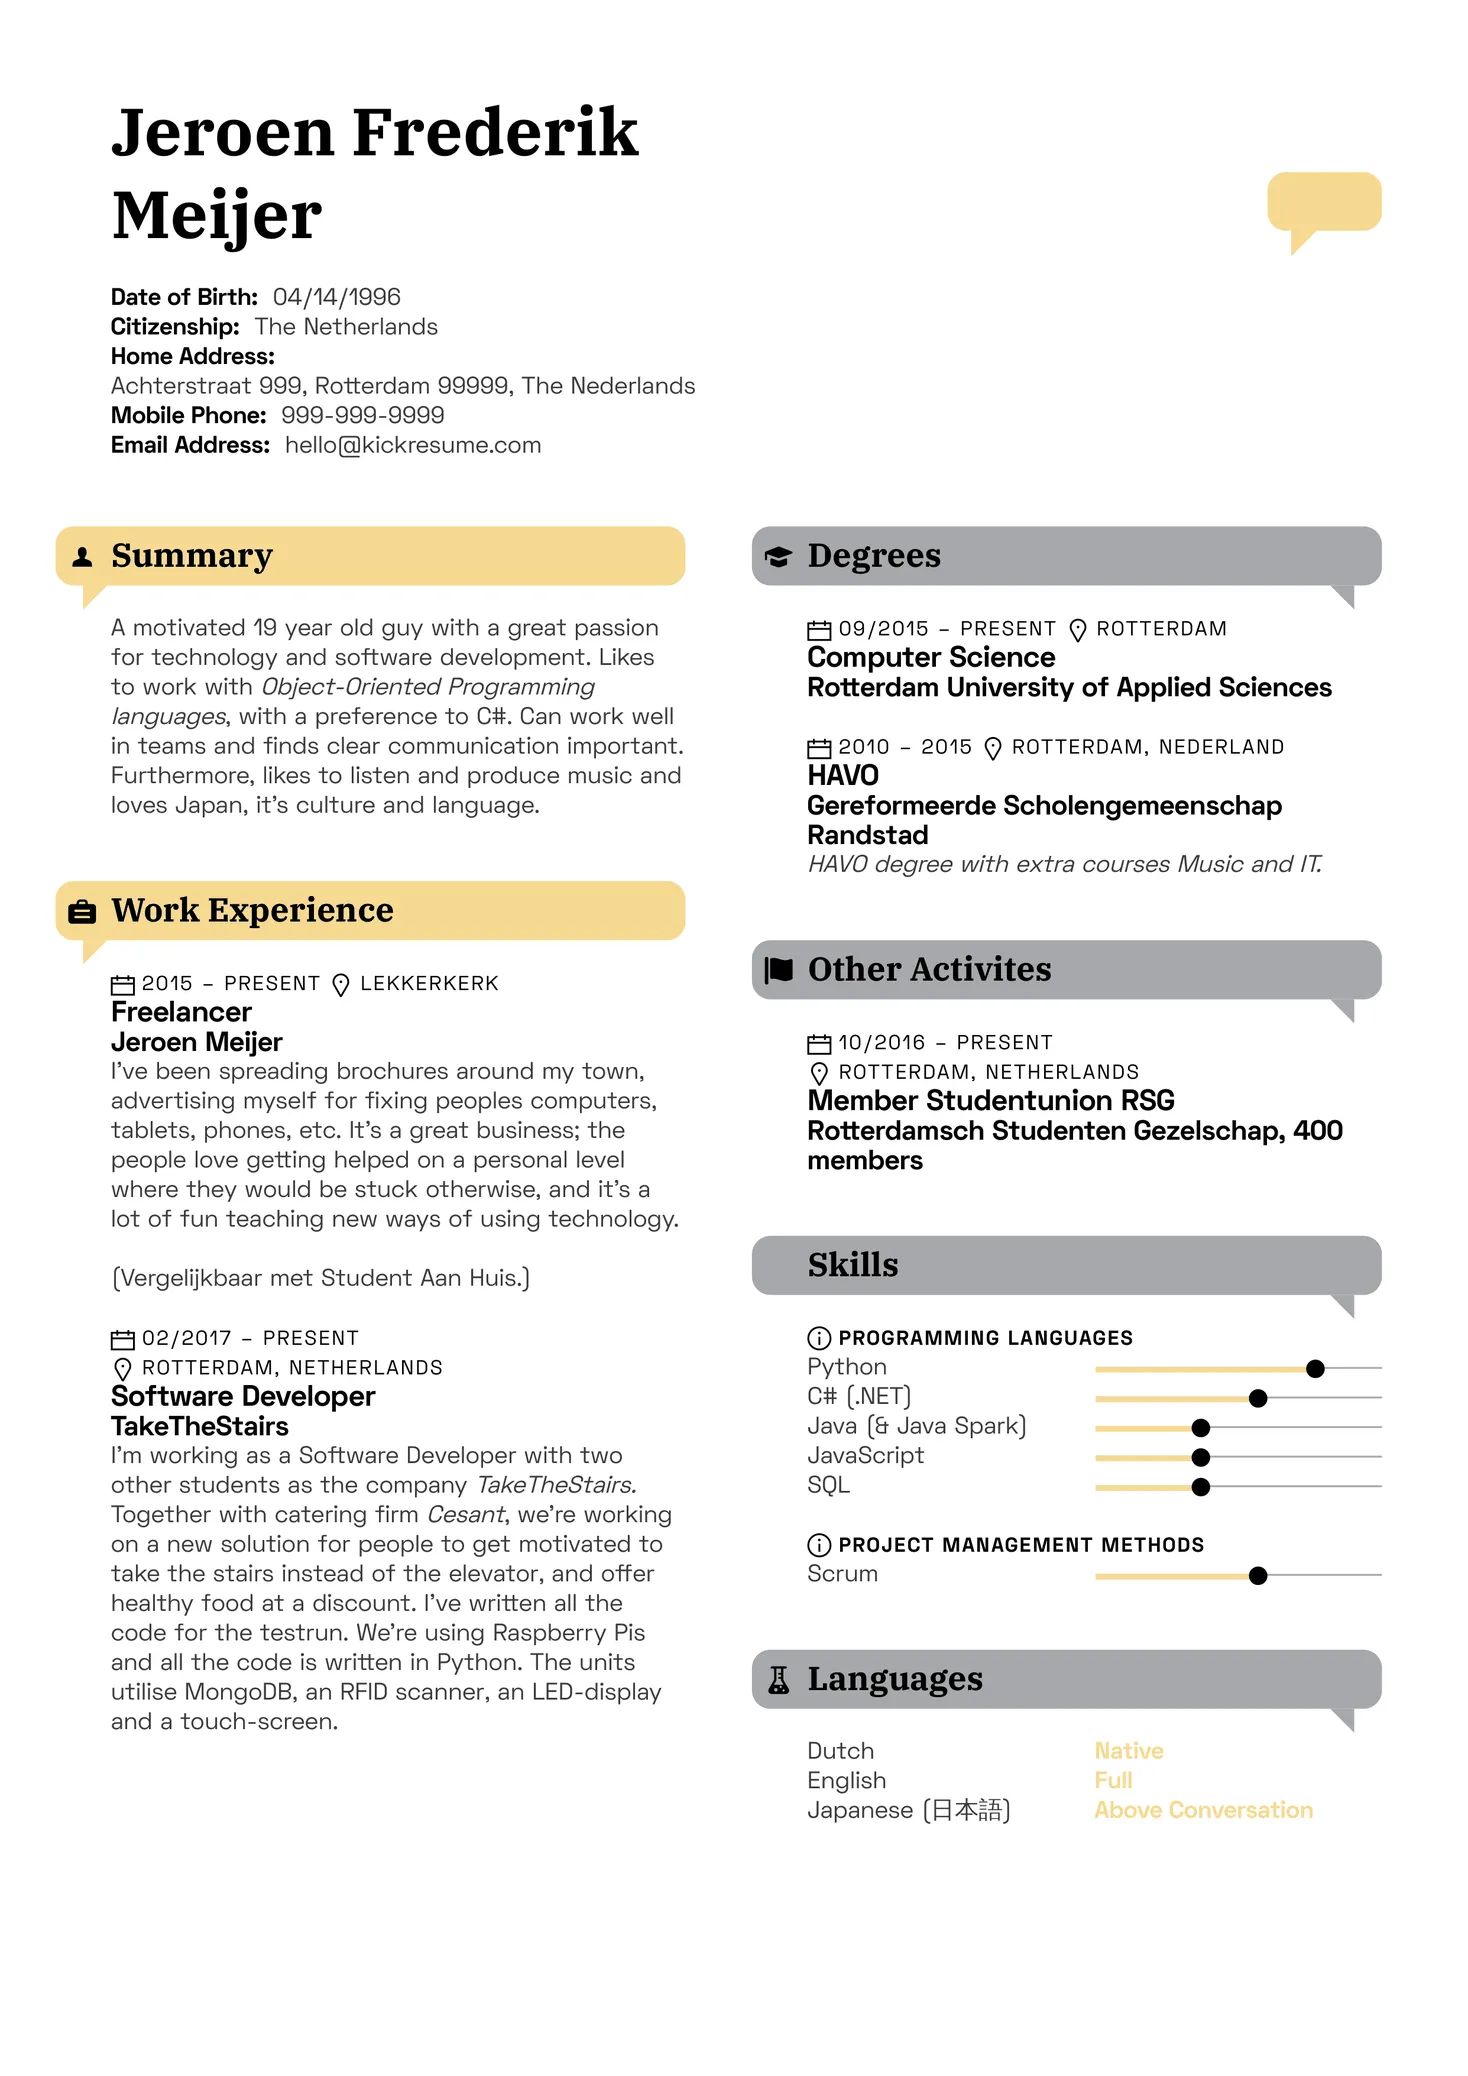 Jeroen Frederik
Meijer
Date of Birth: 04/14/1996
Citizenship: The Netherlands
Home Address:
Achterstraat 999, Rotterdam 99999, The Nederlands
Mobile Phone: 999-999-9999
Email Address: hello@kickresume.com
Summary
A motivated 19 year old guy with a great passion
for technology and software development. Likes
to work with Object-Oriented Programming
languages, with a preference to C#. Can work well
in teams and finds clear communication important.
Furthermore, likes to listen and produce music and
loves Japan, it's culture and language.
Work Experience
2015 – PRESENT LEKKERKERK
Freelancer
Jeroen Meijer
I've been spreading brochures around my town,
advertising myself for fixing peoples computers,
tablets, phones, etc. It's a great business; the
people love getting helped on a personal level
where they would be stuck otherwise, and it's a
lot of fun teaching new ways of using technology.
(Vergelijkbaar met Student Aan Huis.)
02/2017 – PRESENT
ROTTERDAM, NETHERLANDS
Software Developer
TakeTheStairs
I'm working as a Software Developer with two
other students as the company TakeTheStairs.
Together with catering firm Cesant, we're working
on a new solution for people to get motivated to
take the stairs instead of the elevator, and offer
healthy food at a discount. I've written all the
code for the testrun. We're using Raspberry Pis
and all the code is written in Python. The units
utilise MongoDB, an RFID scanner, an LED-display
and a touch-screen.
Degrees
09/2015 – PRESENT ROTTERDAM
Computer Science
Rotterdam University of Applied Sciences
2010 – 2015 ROTTERDAM, NEDERLAND
HAVO
Gereformeerde Scholengemeenschap
Randstad
HAVO degree with extra courses Music and IT.
Other Activites
10/2016 – PRESENT
ROTTERDAM, NETHERLANDS
Member Studentunion RSG
Rotterdamsch Studenten Gezelschap, 400
members
Skills
PROGRAMMING LANGUAGES
Python
C# (.NET)
Java (& Java Spark)
JavaScript
SQL
PROJECT MANAGEMENT METHODS
Scrum
Languages
Dutch Native
English Full
Japanese (日本語) Above Conversation